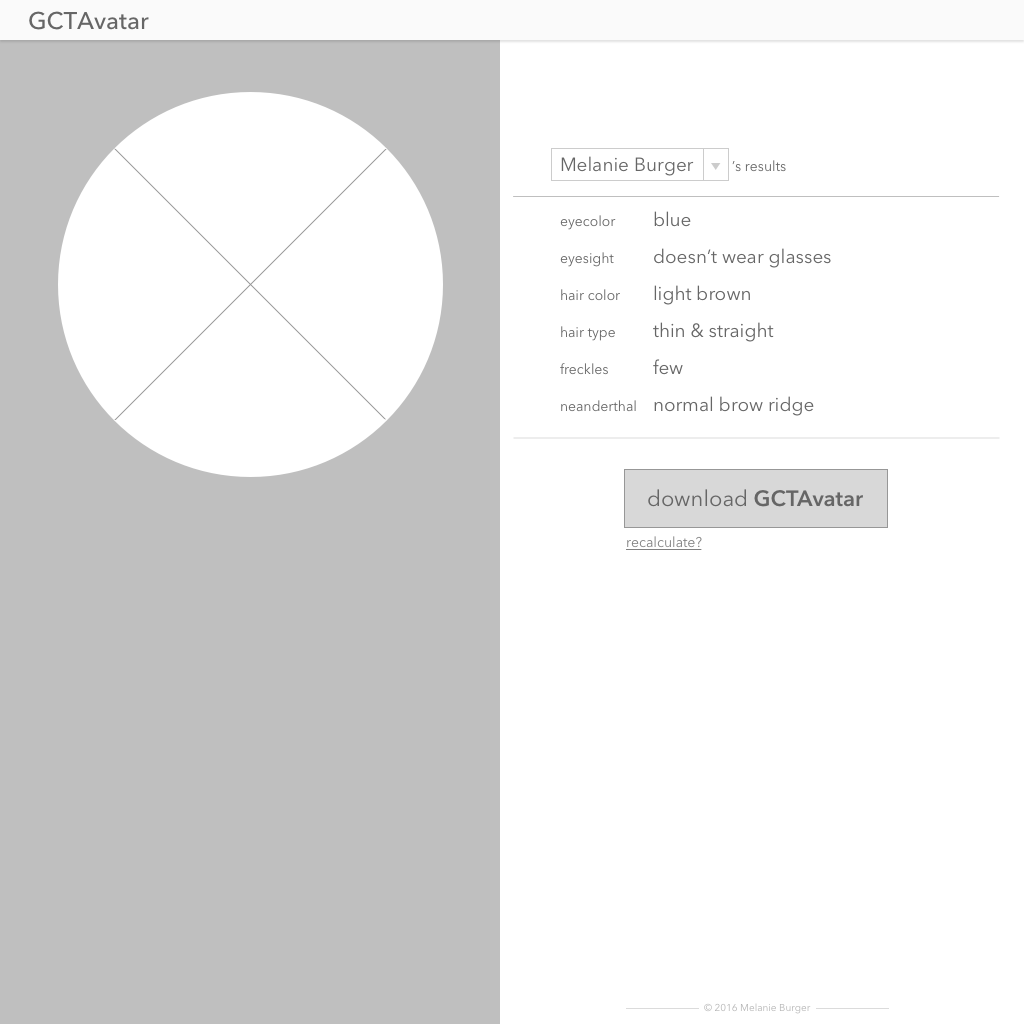 GCTAvatar
Melanie Burger 's results
eyecolor blue
eyesight doesn't wear glasses
hair color light brown
hair type thin & straight
freckles few
neanderthal normal brow ridge
download GCTAvatar
recalculate?
© 2016 Melanie Burger